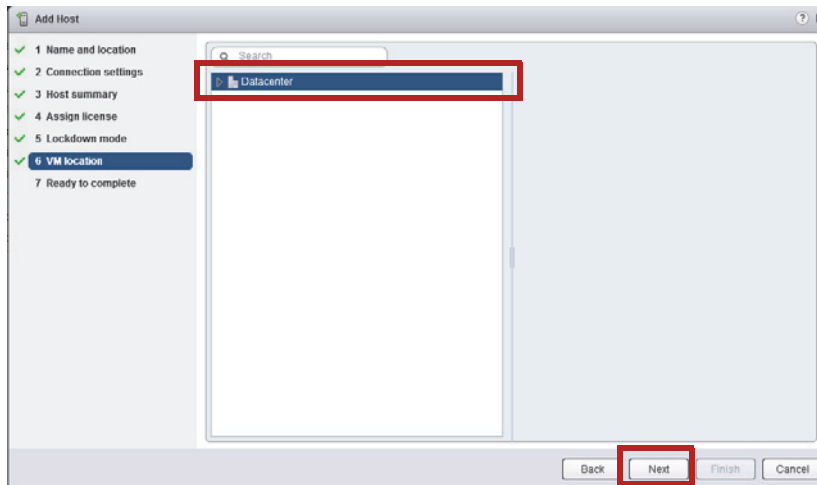 Add Host
?
1 Name and location
2 Connection settings
3 Host summary
4 Assign license
5 Lockdown mode
6 VM location
7 Ready to complete
Search
Datacenter
Back Next Finish Cancel